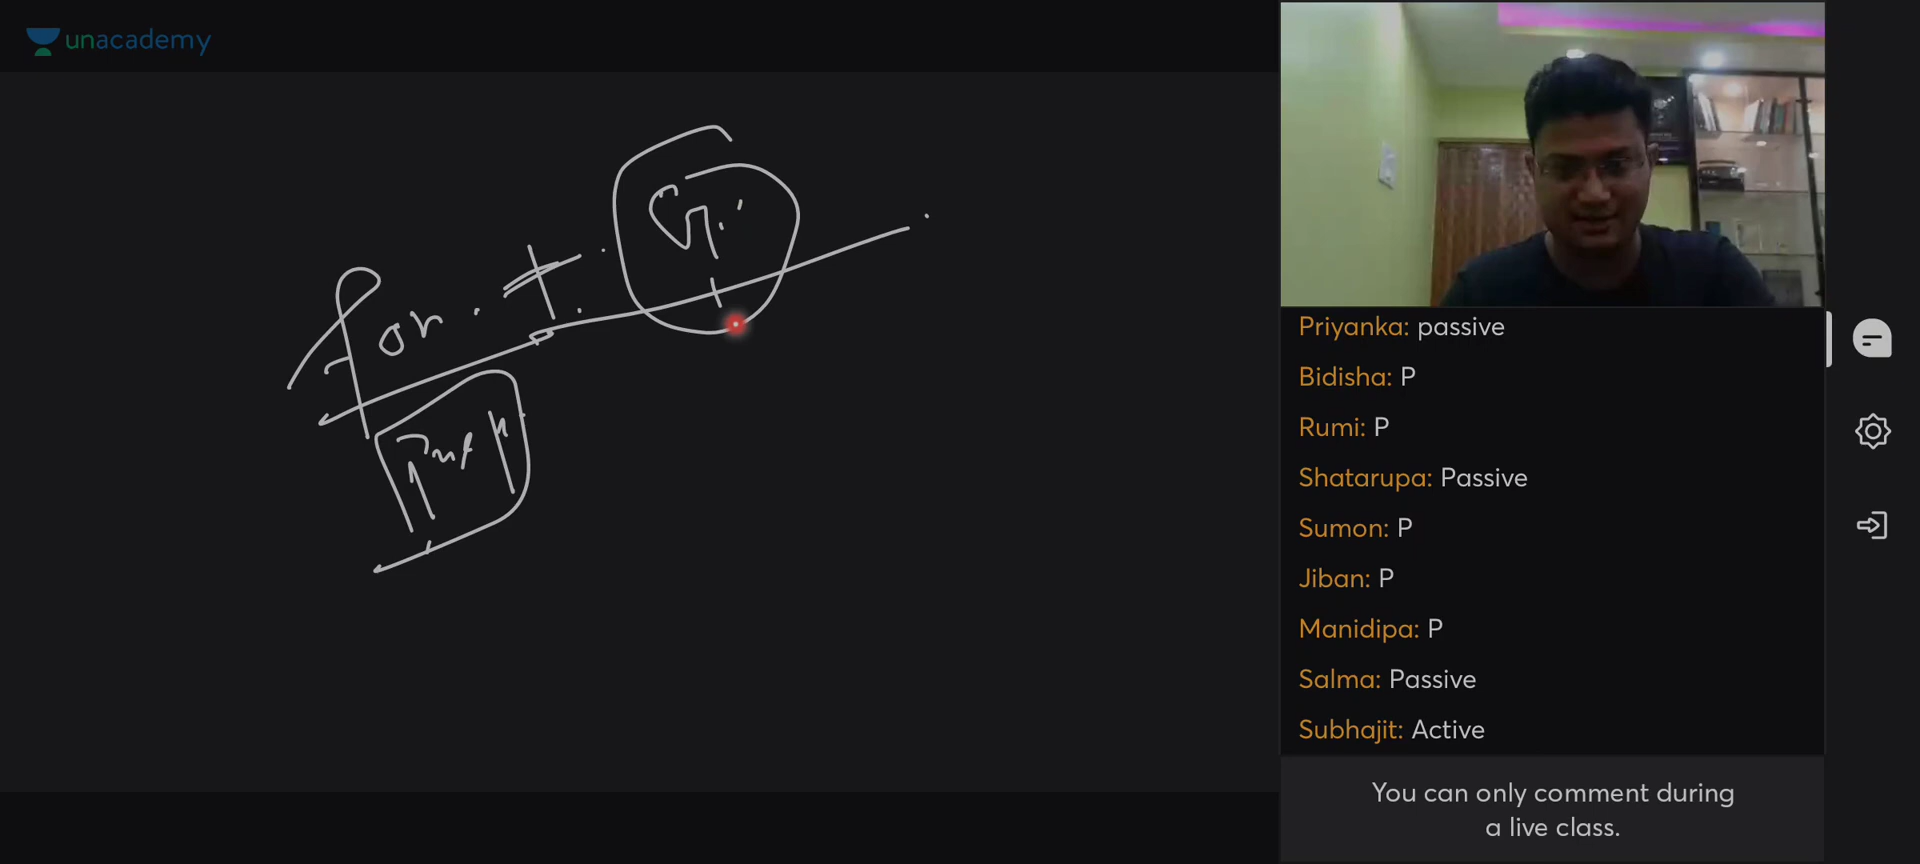 unacademy
for. t.
Priyanka: passive
Bidisha: P
Rumi: P
Shatarupa: Passive
Sumon: P
Jiban: P
Manidipa: P
Salma: Passive
Subhajit: Active
You can only comment during
a live class.